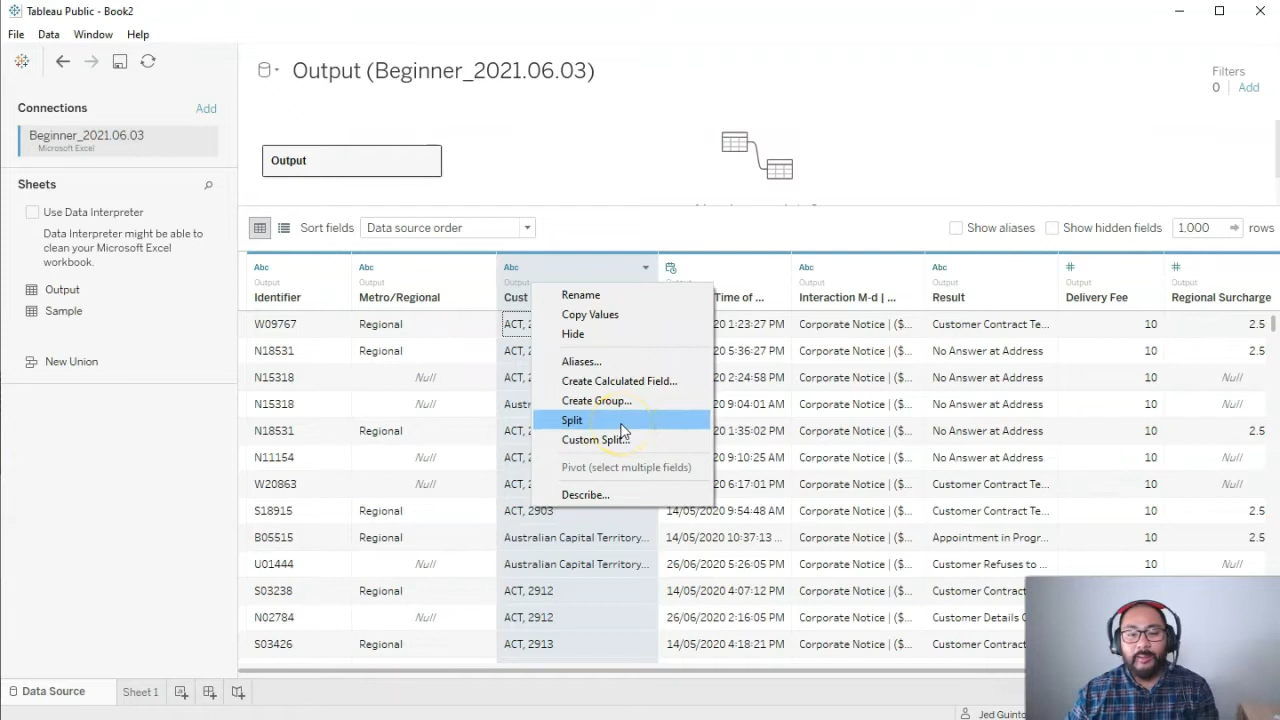 Tableau Public - Book2
File Data Window Help
Output (Beginner_2021.06.03)
Filters
0 Add
Connections Add
Beginner_2021.06.03
Microsoft Excel
Output
Sheets
Use Data Interpreter
Data Interpreter might be able to
clean your Microsoft Excel
workbook.
Output
Sample
New Union
Sort fields Data source order Show aliases Show hidden fields 1.000 rows
Abc Abc Abc Abc Abc # #
Output Output Output Output Output Output Output
Identifier Metro/Regional Cust Time of ... Interaction M-d | ... Result Delivery Fee Regional Surcharge
W09767 Regional ACT, 2 0 1:23:27 PM Corporate Notice | ($... Customer Contract Te... 10 2.5
N18531 Regional ACT, 2 0 5:36:27 PM Corporate Notice | ($... No Answer at Address 10 2.5
N15318 Null ACT, 2 0 2:24:58 PM Corporate Notice | ($... No Answer at Address 10 Null
N15318 Null Aust 0 9:04:01 AM Corporate Notice | ($... No Answer at Address 10 Null
N18531 Regional ACT, 2 0 1:35:02 PM Corporate Notice | ($... No Answer at Address 10 2.5
N11154 Null ACT, 2 0 9:10:25 AM Corporate Notice | ($... No Answer at Address 10 Null
W20863 Null ACT, 2 0 6:17:01 PM Corporate Notice | ($... Customer Contract Te... 10 Null
S18915 Regional ACT, 2903 14/05/2020 9:54:48 AM Corporate Notice | ($... Customer Contract Te... 10 2.5
B05515 Regional Australian Capital Territory... 14/05/2020 10:37:13 ... Corporate Notice | ($... Appointment in Progr... 10 2.5
U01444 Null Australian Capital Territory... 26/06/2020 5:26:05 PM Corporate Notice | ($... Customer Refuses to ... 10 Null
S03238 Regional ACT, 2912 14/05/2020 4:07:12 PM Corporate Notice | ($... Customer Contrac
N02784 Null ACT, 2912 26/06/2020 2:16:05 PM Corporate Notice | ($... Customer Details
S03426 Regional ACT, 2913 14/05/2020 4:18:21 PM Corporate Notice | ($... Customer Contrac
Rename
Copy Values
Hide
Aliases...
Create Calculated Field...
Create Group...
Split
Custom Split...
Pivot (select multiple fields)
Describe...
Data Source Sheet 1
Jed Guinto